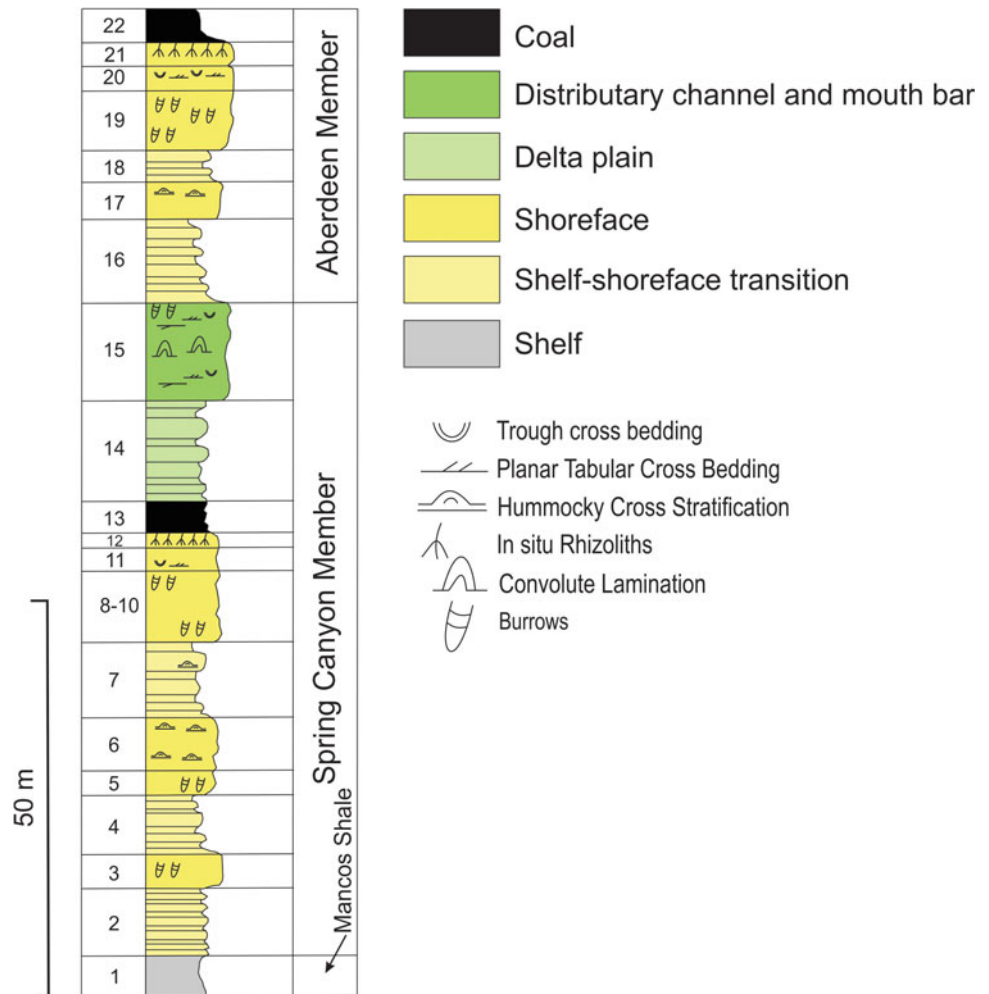 22
21
20
19
18
17
16
15
14
13
12
11
8-10
7
6
5
4
3
2
1
50 m
Aberdeen Member
Spring Canyon Member
Mancos Shale
Coal
Distributary channel and mouth bar
Delta plain
Shoreface
Shelf-shoreface transition
Shelf
Trough cross bedding
Planar Tabular Cross Bedding
Hummocky Cross Stratification
In situ Rhizoliths
Convolute Lamination
Burrows